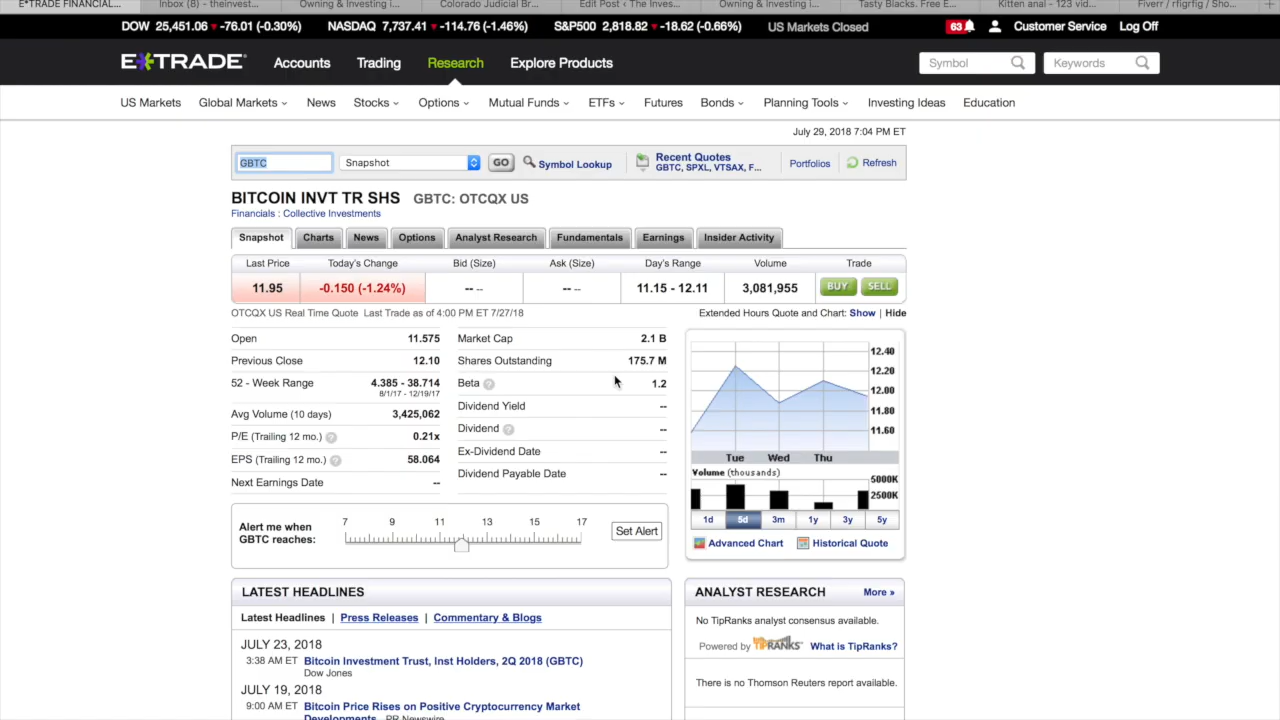 E*TRADE FINANCIAL... Inbox (8) - theinvest... Owning & Investing i... Colorado Judicial Br... Edit Post ‹ The Inves... Owning & Investing i... Tasty Blacks. Free E... Kitten anal - 123 vid... Fiverr / rfigrfig / Sho...
DOW 25,451.06 -76.01 (-0.30%) NASDAQ 7,737.41 -114.76 (-1.46%) S&P500 2,818.82 -18.62 (-0.66%) US Markets Closed 63 Customer Service Log Off
E*TRADE Accounts Trading Research Explore Products Symbol Keywords
US Markets Global Markets News Stocks Options Mutual Funds ETFs Futures Bonds Planning Tools Investing Ideas Education
July 29, 2018 7:04 PM ET
GBTC Snapshot GO Symbol Lookup Recent Quotes Portfolios Refresh
GBTC, SPXL, VTSAX, F...
BITCOIN INVT TR SHS GBTC: OTCQX US
Financials : Collective Investments
Snapshot Charts News Options Analyst Research Fundamentals Earnings Insider Activity
Last Price Today's Change Bid (Size) Ask (Size) Day's Range Volume Trade
11.95 -0.150 (-1.24%) -- -- -- -- 11.15 - 12.11 3,081,955 BUY SELL
OTCQX US Real Time Quote Last Trade as of 4:00 PM ET 7/27/18 Extended Hours Quote and Chart: Show | Hide
Open 11.575
Previous Close 12.10
52 - Week Range 4.385 - 38.714
8/1/17 - 12/19/17
Avg Volume (10 days) 3,425,062
P/E (Trailing 12 mo.) ? 0.21x
EPS (Trailing 12 mo.) ? 58.064
Next Earnings Date --
Market Cap 2.1 B
Shares Outstanding 175.7 M
Beta ? 1.2
Dividend Yield --
Dividend ? --
Ex-Dividend Date --
Dividend Payable Date --
12.40
12.20
12.00
11.80
11.60
Tue Wed Thu
Volume (thousands)
5000K
2500K
1d 5d 3m 1y 3y 5y
Advanced Chart Historical Quote
Alert me when
GBTC reaches:
7 9 11 13 15 17
Set Alert
LATEST HEADLINES
Latest Headlines | Press Releases | Commentary & Blogs
JULY 23, 2018
3:38 AM ET Bitcoin Investment Trust, Inst Holders, 2Q 2018 (GBTC)
Dow Jones
JULY 19, 2018
9:00 AM ET Bitcoin Price Rises on Positive Cryptocurrency Market
Developments PR Newswire
ANALYST RESEARCH More »
No TipRanks analyst consensus available.
Powered by TIPRANKS What is TipRanks?
There is no Thomson Reuters report available.